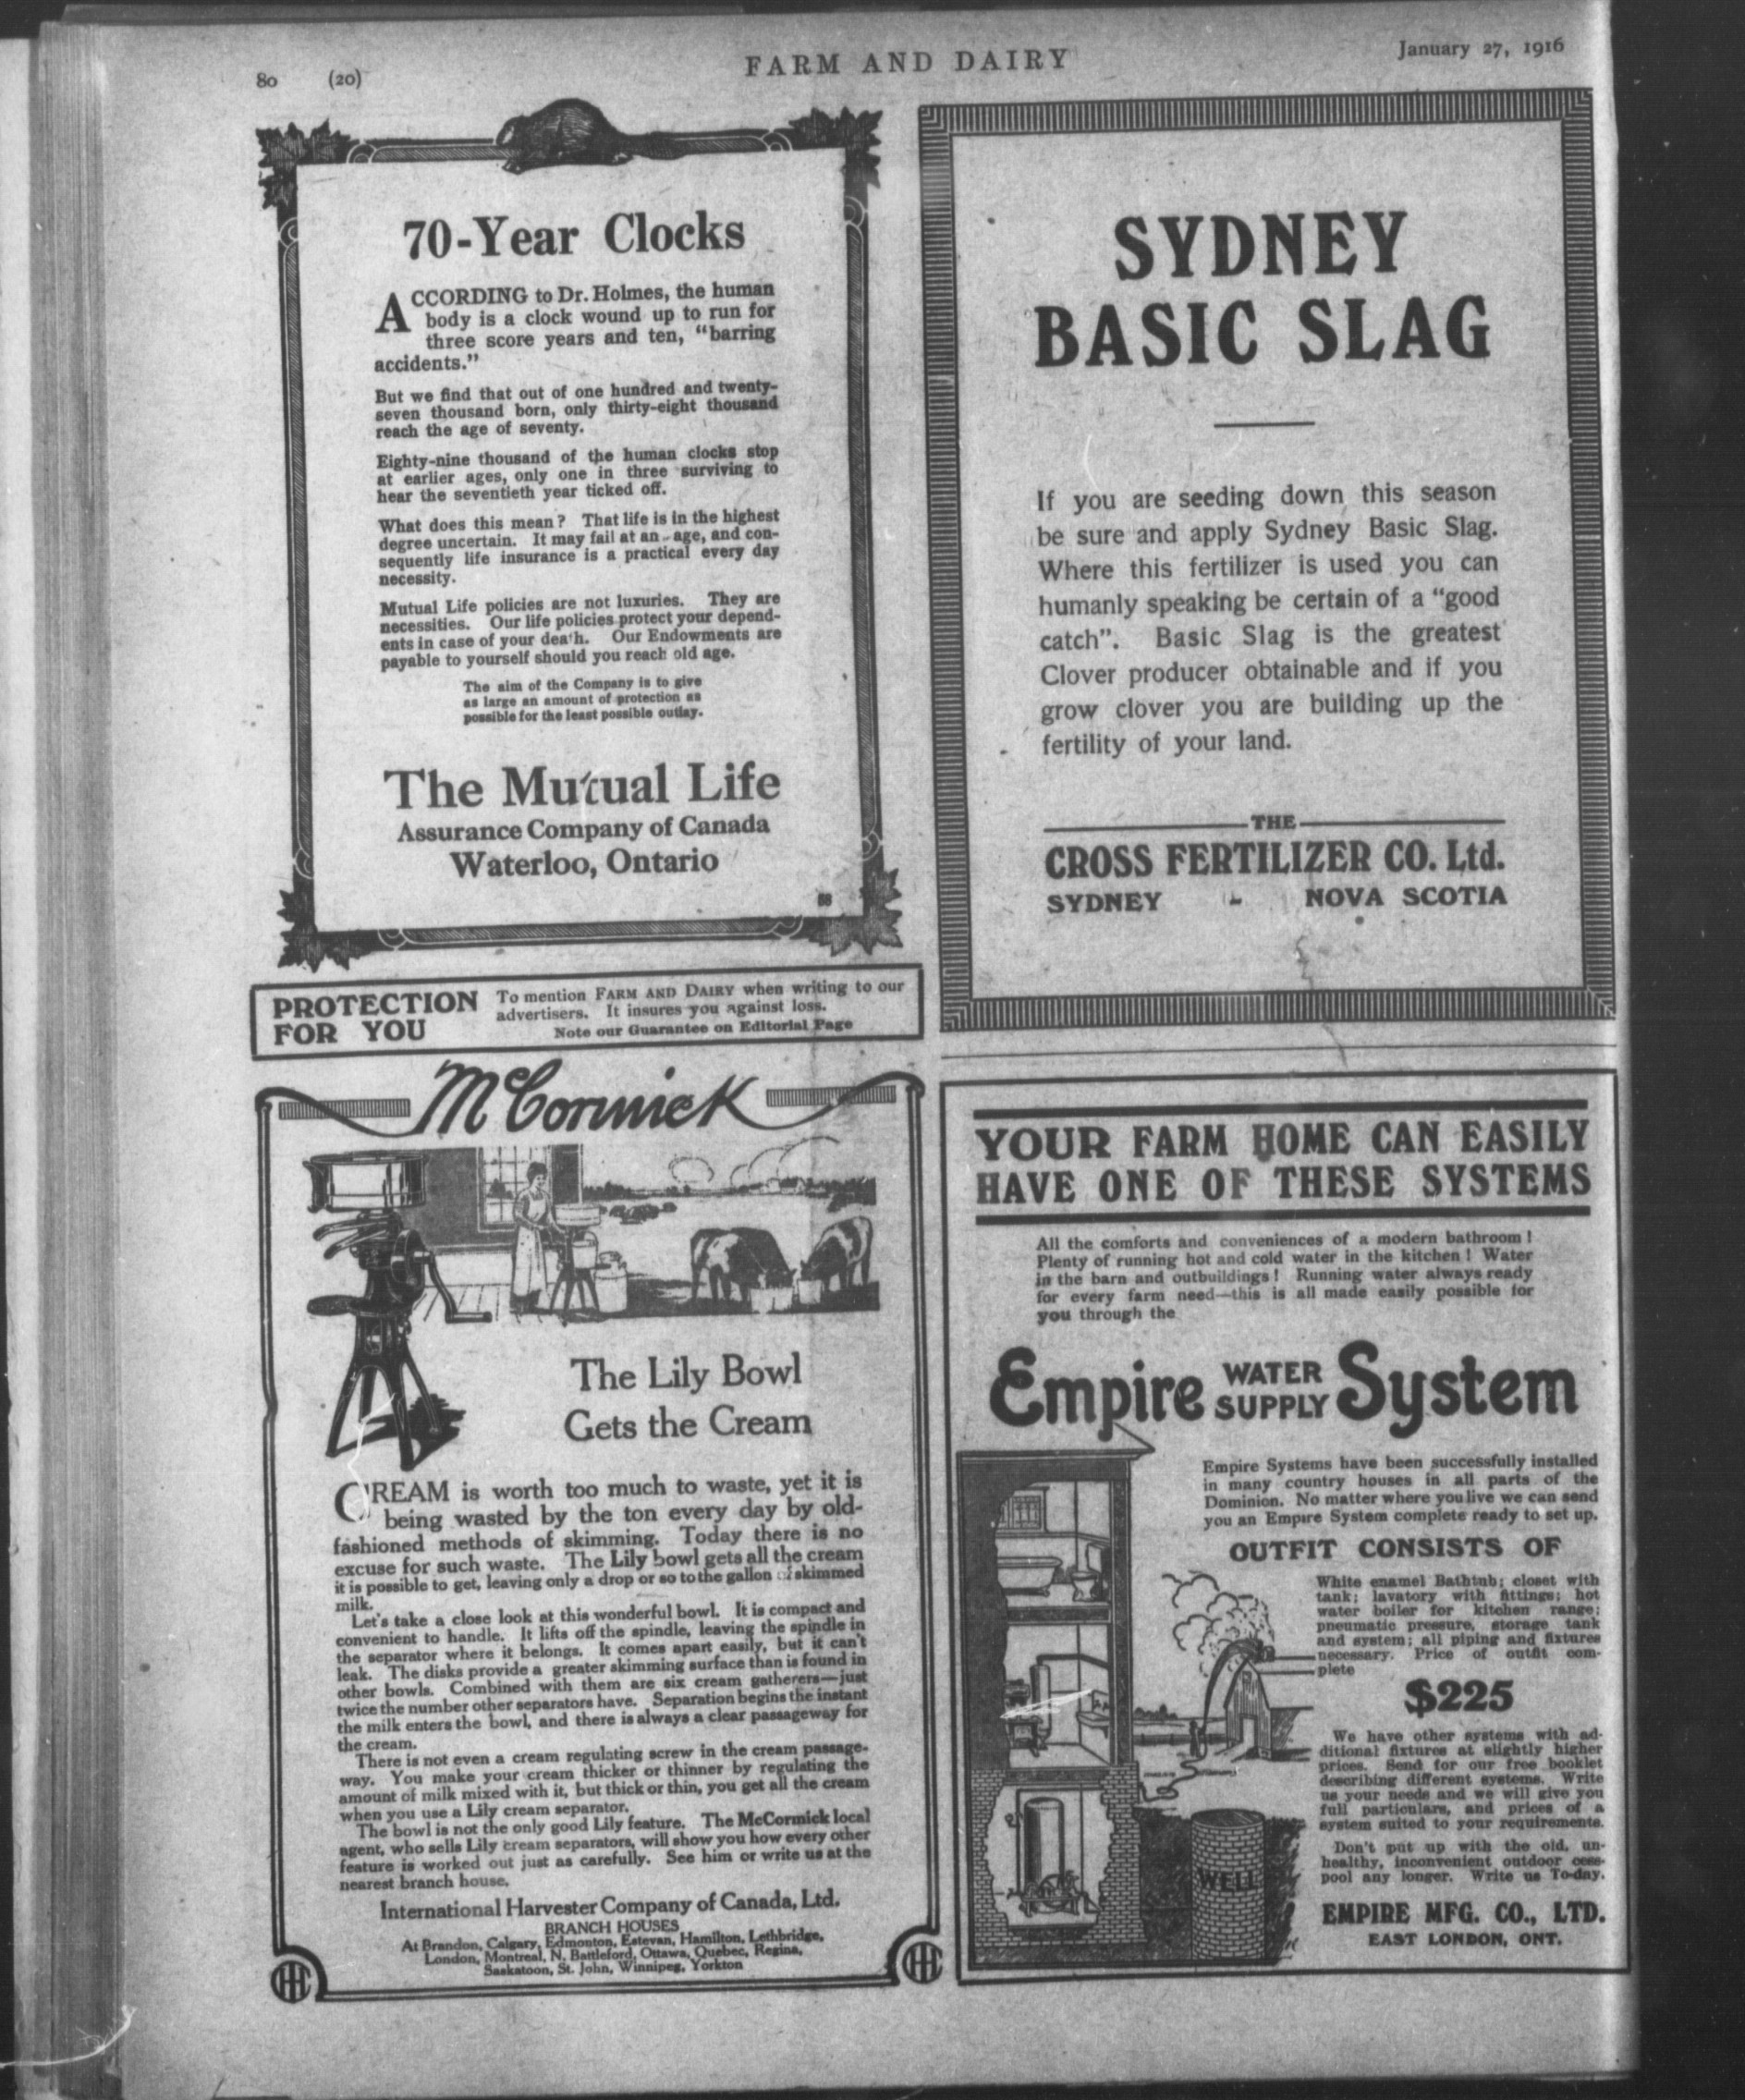 80 (20) FARM AND DAIRY January 27, 1916
70-Year Clocks
ACCORDING to Dr. Holmes, the human
body is a clock wound up to run for
three score years and ten, "barring
accidents."
But we find that out of one hundred and twenty-
seven thousand born, only thirty-eight thousand
reach the age of seventy.
Eighty-nine thousand of the human clocks stop
at earlier ages, only one in three surviving to
hear the seventieth year ticked off.
What does this mean? That life is in the highest
degree uncertain. It may fail at an age, and con-
sequently life insurance is a practical every day
necessity.
Mutual Life policies are not luxuries. They are
necessities. Our life policies protect your depend-
ents in case of your death. Our Endowments are
payable to yourself should you reach old age.
The aim of the Company is to give
as large an amount of protection as
possible for the least possible outlay.
The Mutual Life
Assurance Company of Canada
Waterloo, Ontario
PROTECTION
FOR YOU
To mention FARM AND DAIRY when writing to our
advertisers. It insures you against loss.
Note our Guarantee on Editorial Page
McCormick
The Lily Bowl
Gets the Cream
CREAM is worth too much to waste, yet it is
being wasted by the ton every day by old-
fashioned methods of skimming. Today there is no
excuse for such waste. The Lily bowl gets all the cream
it is possible to get, leaving only a drop or so to the gallon of skimmed
milk.
Let's take a close look at this wonderful bowl. It is compact and
convenient to handle. It lifts off the spindle, leaving the spindle in
the separator where it belongs. It comes apart easily, but it can't
leak. The disks provide a greater skimming surface than is found in
other bowls. Combined with them are six cream gatherers—just
twice the number other separators have. Separation begins the instant
the milk enters the bowl, and there is always a clear passageway for
the cream.
There is not even a cream regulating screw in the cream passage-
way. You make your cream thicker or thinner by regulating the
amount of milk mixed with it, but thick or thin, you get all the cream
when you use a Lily cream separator.
The bowl is not the only good Lily feature. The McCormick local
agent, who sells Lily cream separators, will show you how every other
feature is worked out just as carefully. See him or write us at the
nearest branch house.
International Harvester Company of Canada, Ltd.
BRANCH HOUSES
At Brandon, Calgary, Edmonton, Estevan, Hamilton, Lethbridge,
London, Montreal, N. Battleford, Ottawa, Quebec, Regina,
Saskatoon, St. John, Winnipeg, Yorkton
IHC
IHC
SYDNEY
BASIC SLAG
If you are seeding down this season
be sure and apply Sydney Basic Slag.
Where this fertilizer is used you can
humanly speaking be certain of a "good
catch". Basic Slag is the greatest
Clover producer obtainable and if you
grow clover you are building up the
fertility of your land.
THE
CROSS FERTILIZER CO. Ltd.
SYDNEY - NOVA SCOTIA
YOUR FARM HOME CAN EASILY
HAVE ONE OF THESE SYSTEMS
All the comforts and conveniences of a modern bathroom!
Plenty of running hot and cold water in the kitchen! Water
in the barn and outbuildings! Running water always ready
for every farm need—this is all made easily possible for
you through the
Empire WATER SUPPLY System
Empire Systems have been successfully installed
in many country houses in all parts of the
Dominion. No matter where you live we can send
you an Empire System complete ready to set up.
OUTFIT CONSISTS OF
White enamel Bathtub; closet with
tank; lavatory with fittings; hot
water boiler for kitchen range;
pneumatic pressure, storage tank
and system; all piping and fixtures
necessary. Price of outfit com-
plete
$225
We have other systems with ad-
ditional fixtures at slightly higher
prices. Send for our free booklet
describing different systems. Write
us your needs and we will give you
full particulars, and prices of a
system suited to your requirements.
Don't put up with the old, un-
healthy, inconvenient outdoor cess-
pool any longer. Write us To-day.
EMPIRE MFG. CO., LTD.
EAST LONDON, ONT.
WELL